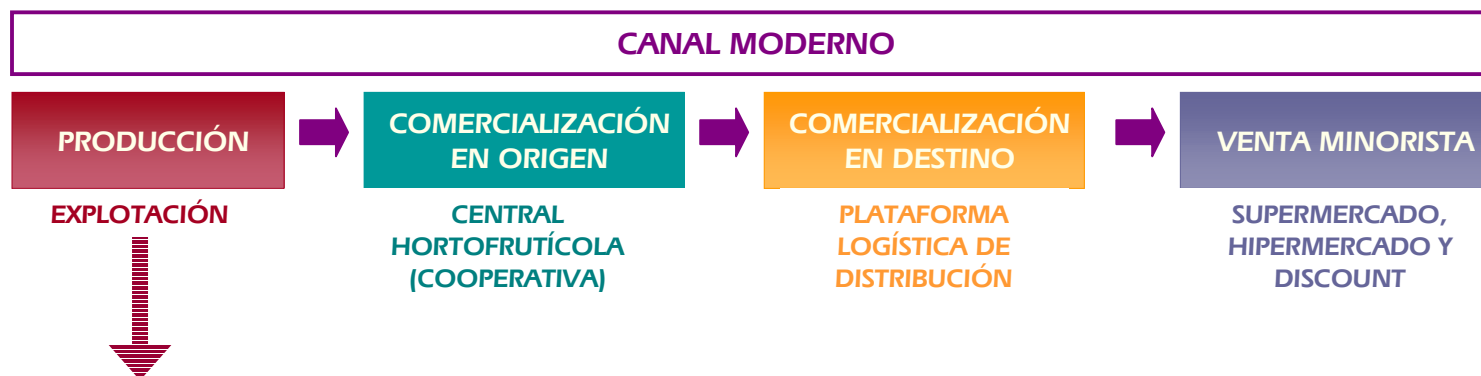 CANAL MODERNO
PRODUCCIÓN
COMERCIALIZACIÓN
EN ORIGEN
COMERCIALIZACIÓN
EN DESTINO
VENTA MINORISTA
EXPLOTACIÓN
CENTRAL
HORTOFRUTÍCOLA
(COOPERATIVA)
PLATAFORMA
LOGÍSTICA DE
DISTRIBUCIÓN
SUPERMERCADO,
HIPERMERCADO Y
DISCOUNT